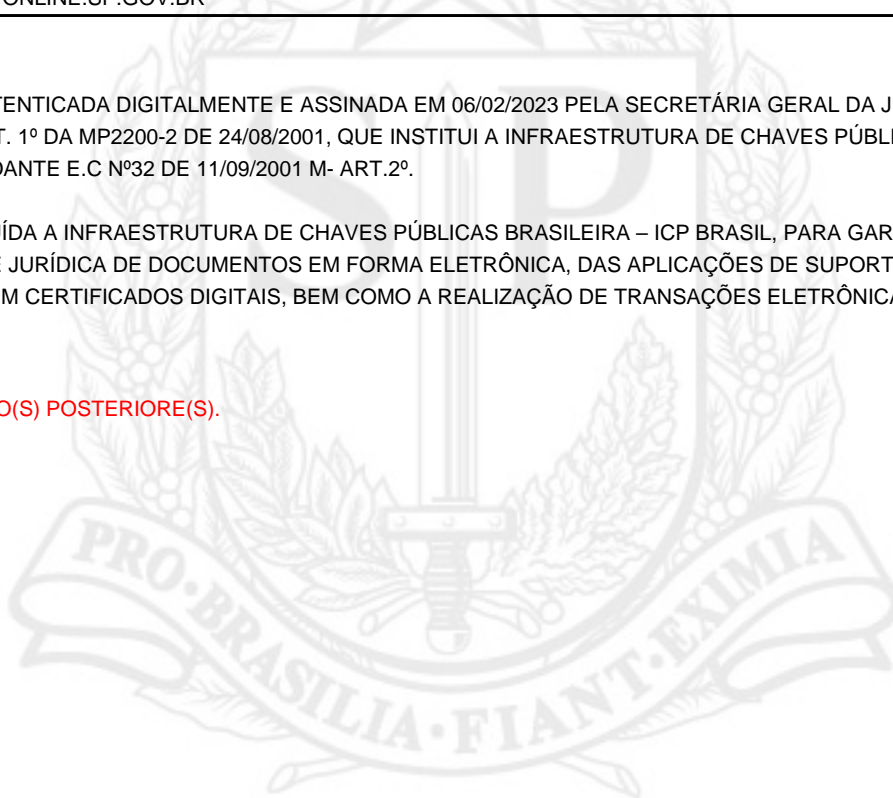 ONLINE.SP.GOV.BR
TENTICADA DIGITALMENTE E ASSINADA EM 06/02/2023 PELA SECRETÁRIA GERAL DA J
T. 1º DA MP2200-2 DE 24/08/2001, QUE INSTITUI A INFRAESTRUTURA DE CHAVES PÚBLI
DANTE E.C Nº32 DE 11/09/2001 M- ART.2º.
ÍDA A INFRAESTRUTURA DE CHAVES PÚBLICAS BRASILEIRA – ICP BRASIL, PARA GAR
E JURÍDICA DE DOCUMENTOS EM FORMA ELETRÔNICA, DAS APLICAÇÕES DE SUPORT
M CERTIFICADOS DIGITAIS, BEM COMO A REALIZAÇÃO DE TRANSAÇÕES ELETRÔNICA
O(S) POSTERIORE(S).
SP
PRO·BRASILIA·FIANT·EXIMIA